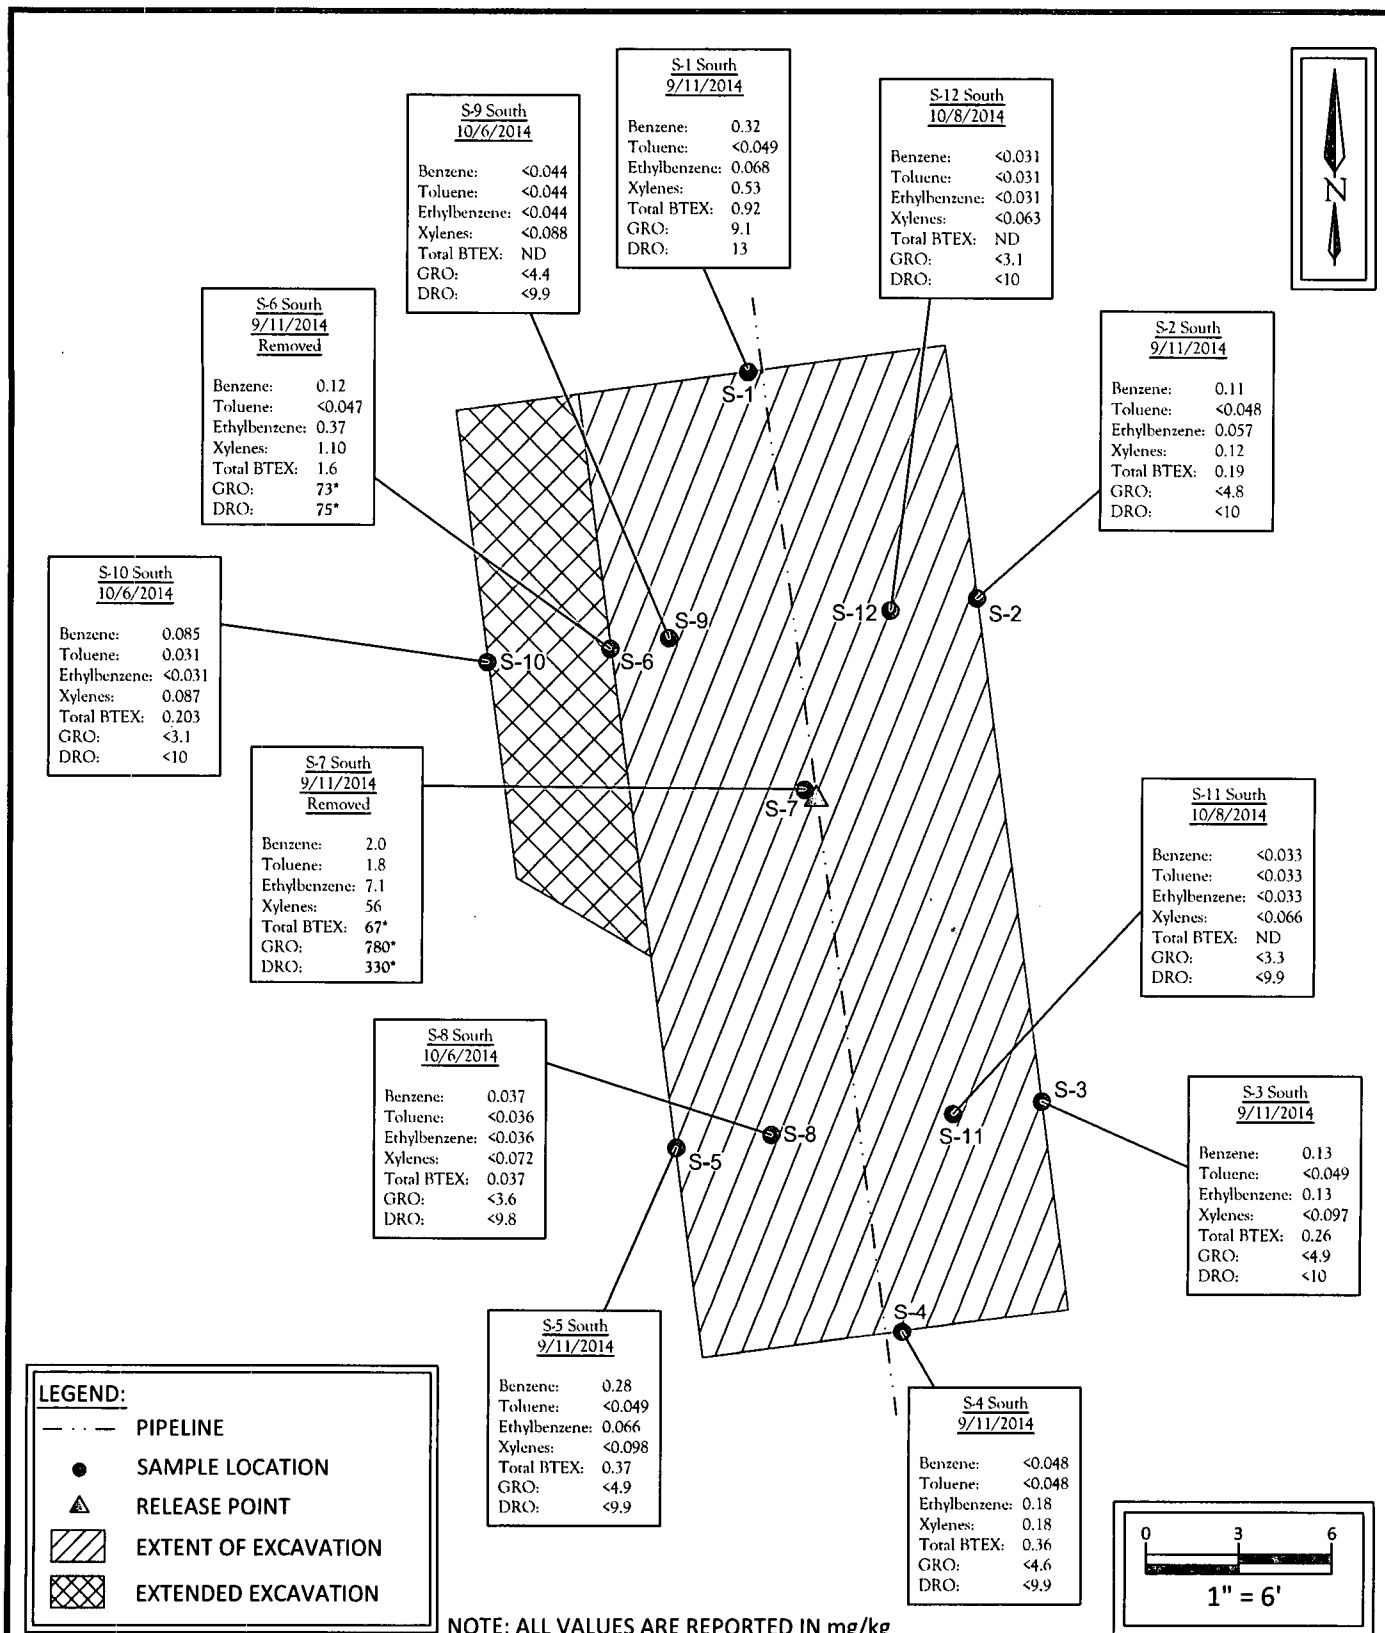 S-1 South
9/11/2014
Benzene: 0.32
Toluene: <0.049
Ethylbenzene: 0.068
Xylenes: 0.53
Total BTEX: 0.92
GRO: 9.1
DRO: 13
S-12 South
10/8/2014
Benzene: <0.031
Toluene: <0.031
Ethylbenzene: <0.031
Xylenes: <0.063
Total BTEX: ND
GRO: <3.1
DRO: <10
N
S-9 South
10/6/2014
Benzene: <0.044
Toluene: <0.044
Ethylbenzene: <0.044
Xylenes: <0.088
Total BTEX: ND
GRO: <4.4
DRO: <9.9
S-6 South
9/11/2014
Removed
Benzene: 0.12
Toluene: <0.047
Ethylbenzene: 0.37
Xylenes: 1.10
Total BTEX: 1.6
GRO: 73*
DRO: 75*
S-2 South
9/11/2014
Benzene: 0.11
Toluene: <0.048
Ethylbenzene: 0.057
Xylenes: 0.12
Total BTEX: 0.19
GRO: <4.8
DRO: <10
S-1
S-12
S-2
S-9
S-6
S-10
S-10 South
10/6/2014
Benzene: 0.085
Toluene: 0.031
Ethylbenzene: <0.031
Xylenes: 0.087
Total BTEX: 0.203
GRO: <3.1
DRO: <10
S-7 South
9/11/2014
Removed
Benzene: 2.0
Toluene: 1.8
Ethylbenzene: 7.1
Xylenes: 56
Total BTEX: 67*
GRO: 780*
DRO: 330*
S-7
S-11 South
10/8/2014
Benzene: <0.033
Toluene: <0.033
Ethylbenzene: <0.033
Xylenes: <0.066
Total BTEX: ND
GRO: <3.3
DRO: <9.9
S-8 South
10/6/2014
Benzene: 0.037
Toluene: <0.036
Ethylbenzene: <0.036
Xylenes: <0.072
Total BTEX: 0.037
GRO: <3.6
DRO: <9.8
S-3
S-11
S-8
S-5
S-3 South
9/11/2014
Benzene: 0.13
Toluene: <0.049
Ethylbenzene: 0.13
Xylenes: <0.097
Total BTEX: 0.26
GRO: <4.9
DRO: <10
S-4
S-5 South
9/11/2014
Benzene: 0.28
Toluene: <0.049
Ethylbenzene: 0.066
Xylenes: <0.098
Total BTEX: 0.37
GRO: <4.9
DRO: <9.9
S-4 South
9/11/2014
Benzene: <0.048
Toluene: <0.048
Ethylbenzene: 0.18
Xylenes: 0.18
Total BTEX: 0.36
GRO: <4.6
DRO: <9.9
LEGEND:
PIPELINE
SAMPLE LOCATION
RELEASE POINT
EXTENT OF EXCAVATION
EXTENDED EXCAVATION
0 3 6
1" = 6'
NOTE: ALL VALUES ARE REPORTED IN mg/kg